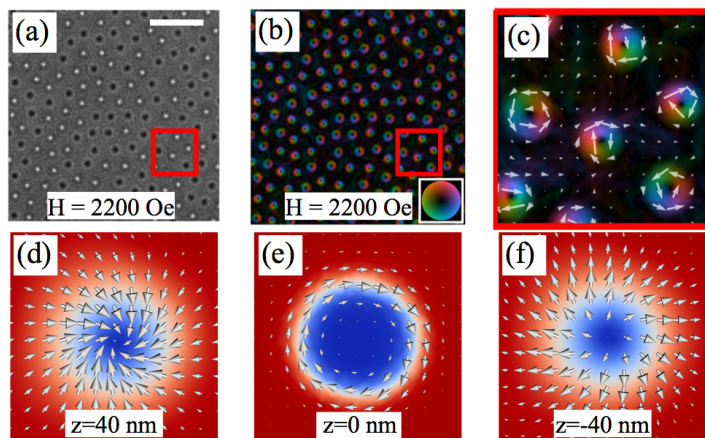 (a)
(b)
(c)
H = 2200 Oe
H = 2200 Oe
(d)
(e)
(f)
z=40 nm
z=0 nm
z=-40 nm